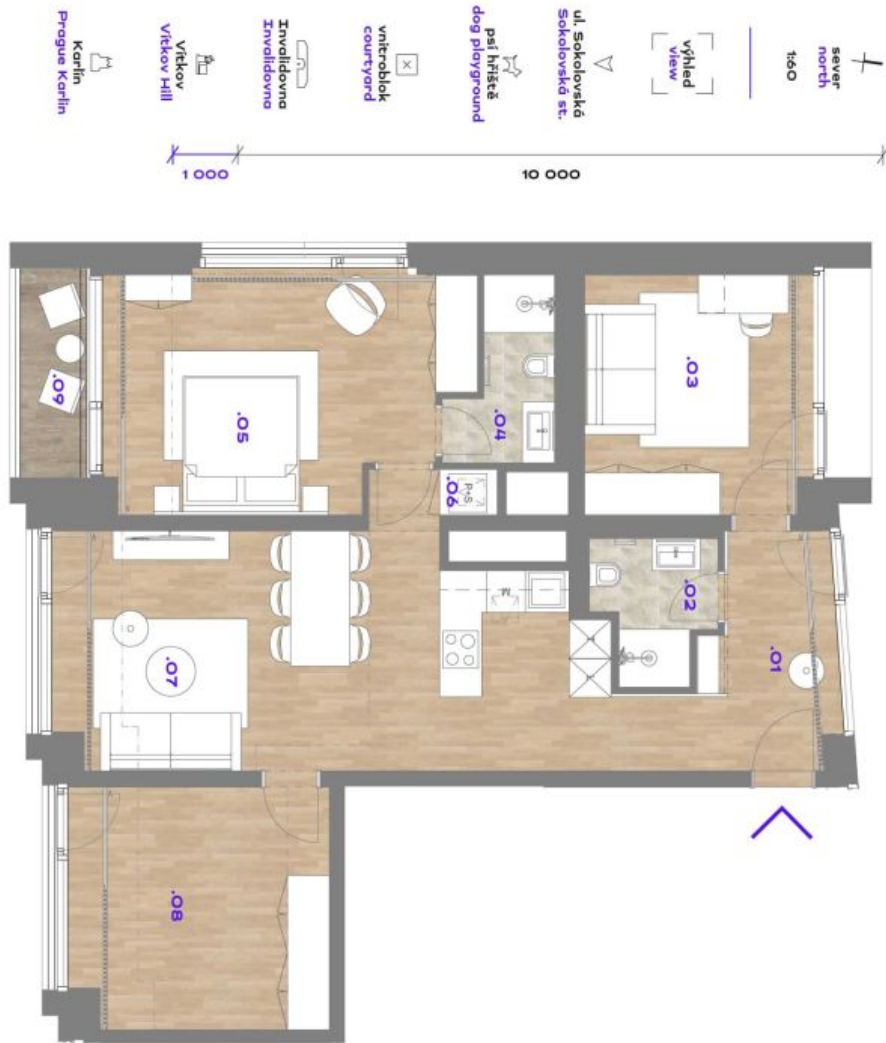 sever
north
1:60
výhled
view
ul. Sokolovská
Sokolovská st.
psí hřiště
dog playground
vnitroblok
courtyard
Invalidovna
Invalidovna
Vítkov
Vítkov Hill
Karlín
Prague Karlin
10 000
1 000
.03
.01
.02
.04
.06
P+S
M
.05
.07
.08
.09